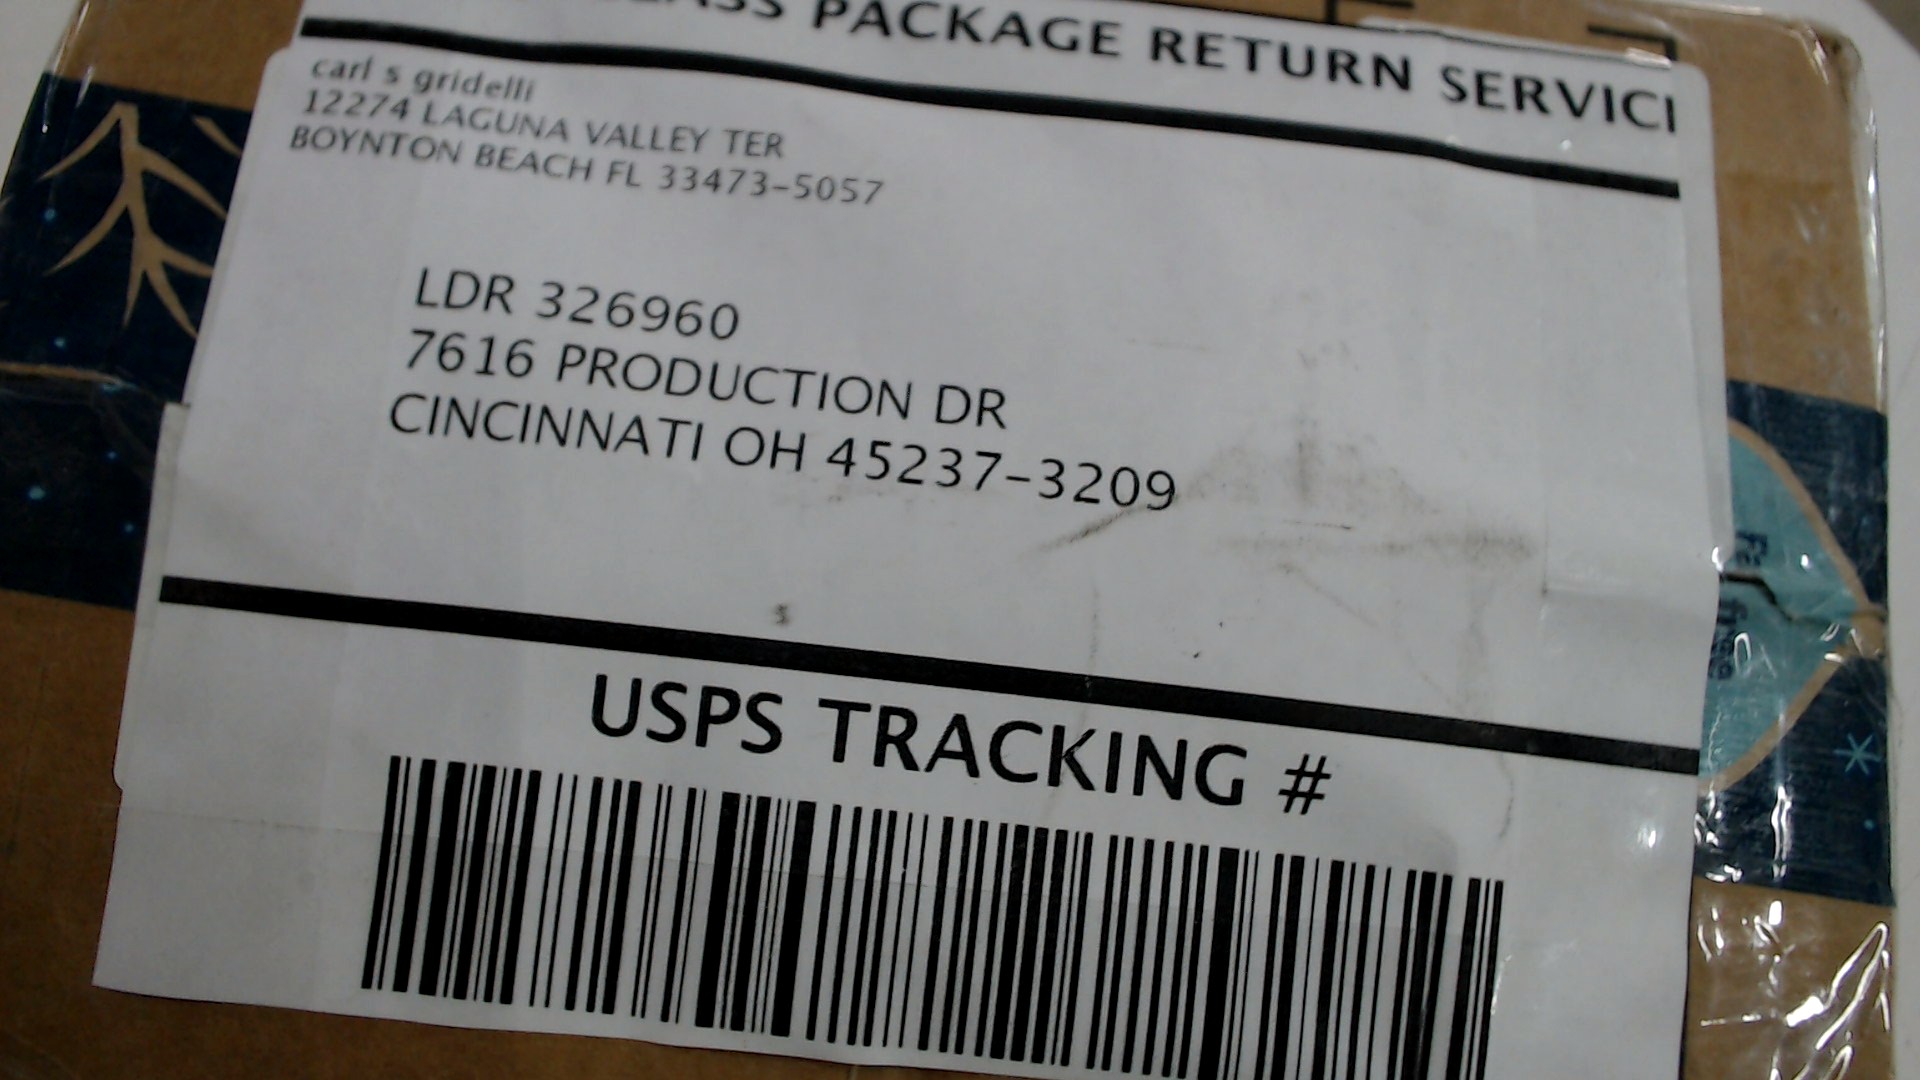 PACKAGE RETURN SERVICE
carl s gridelli
12274 LAGUNA VALLEY TER
BOYNTON BEACH FL 33473-5057
LDR 326960
7616 PRODUCTION DR
CINCINNATI OH 45237-3209
USPS TRACKING #